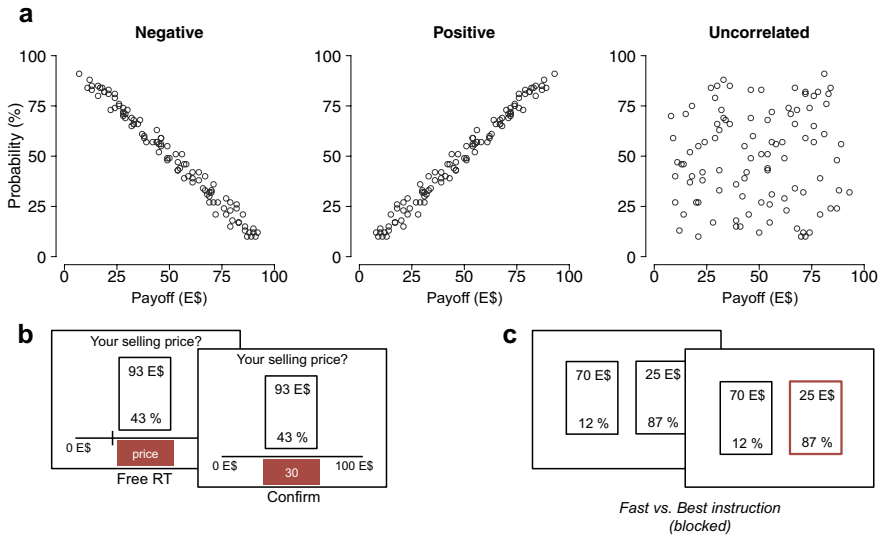 a
Negative
Positive
Uncorrelated
Probability (%)
100
75
50
25
0
0 25 50 75 100
Payoff (E$)
100
75
50
25
0
0 25 50 75 100
Payoff (E$)
100
75
50
25
0
0 25 50 75 100
Payoff (E$)
b
Your selling price?
93 E$
43 %
0 E$
price
Free RT
Your selling price?
93 E$
43 %
0 E$
100 E$
30
Confirm
c
70 E$
25 E$
12 %
87 %
70 E$
25 E$
12 %
87 %
Fast vs. Best instruction
(blocked)